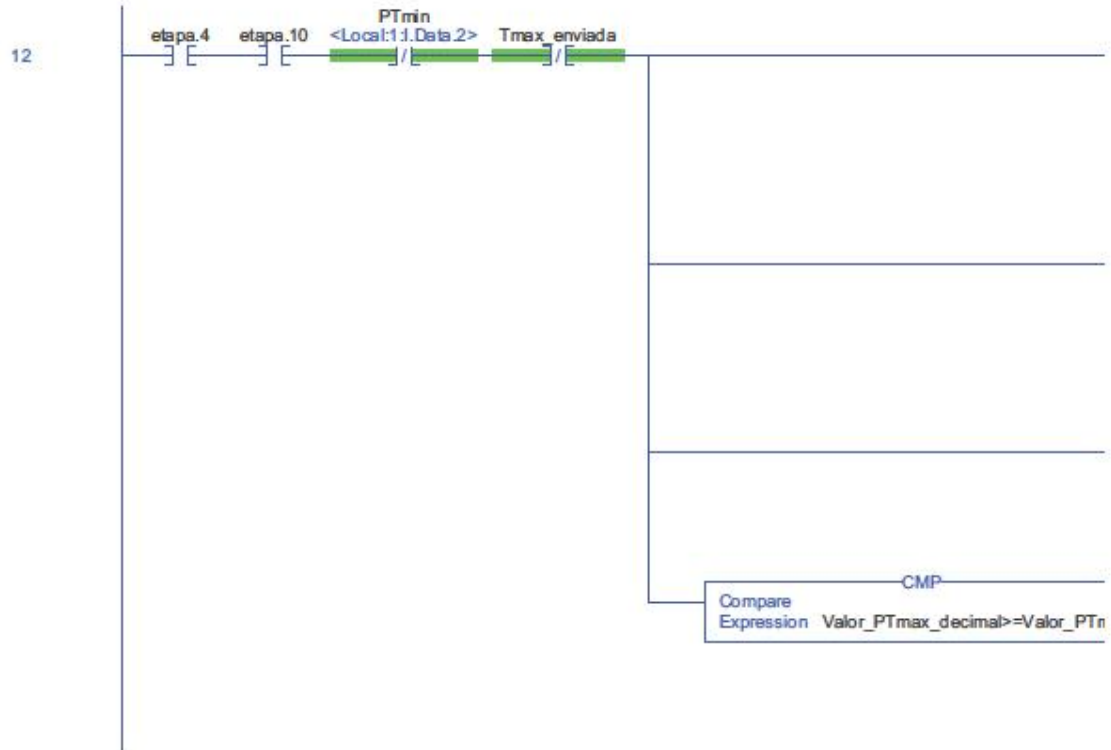 PTmin
etapa.4 etapa.10 <Local:1:I.Data.2> Tmax_enviada
12
CMP
Compare
Expression Valor_PTmax_decimal>=Valor_PTm